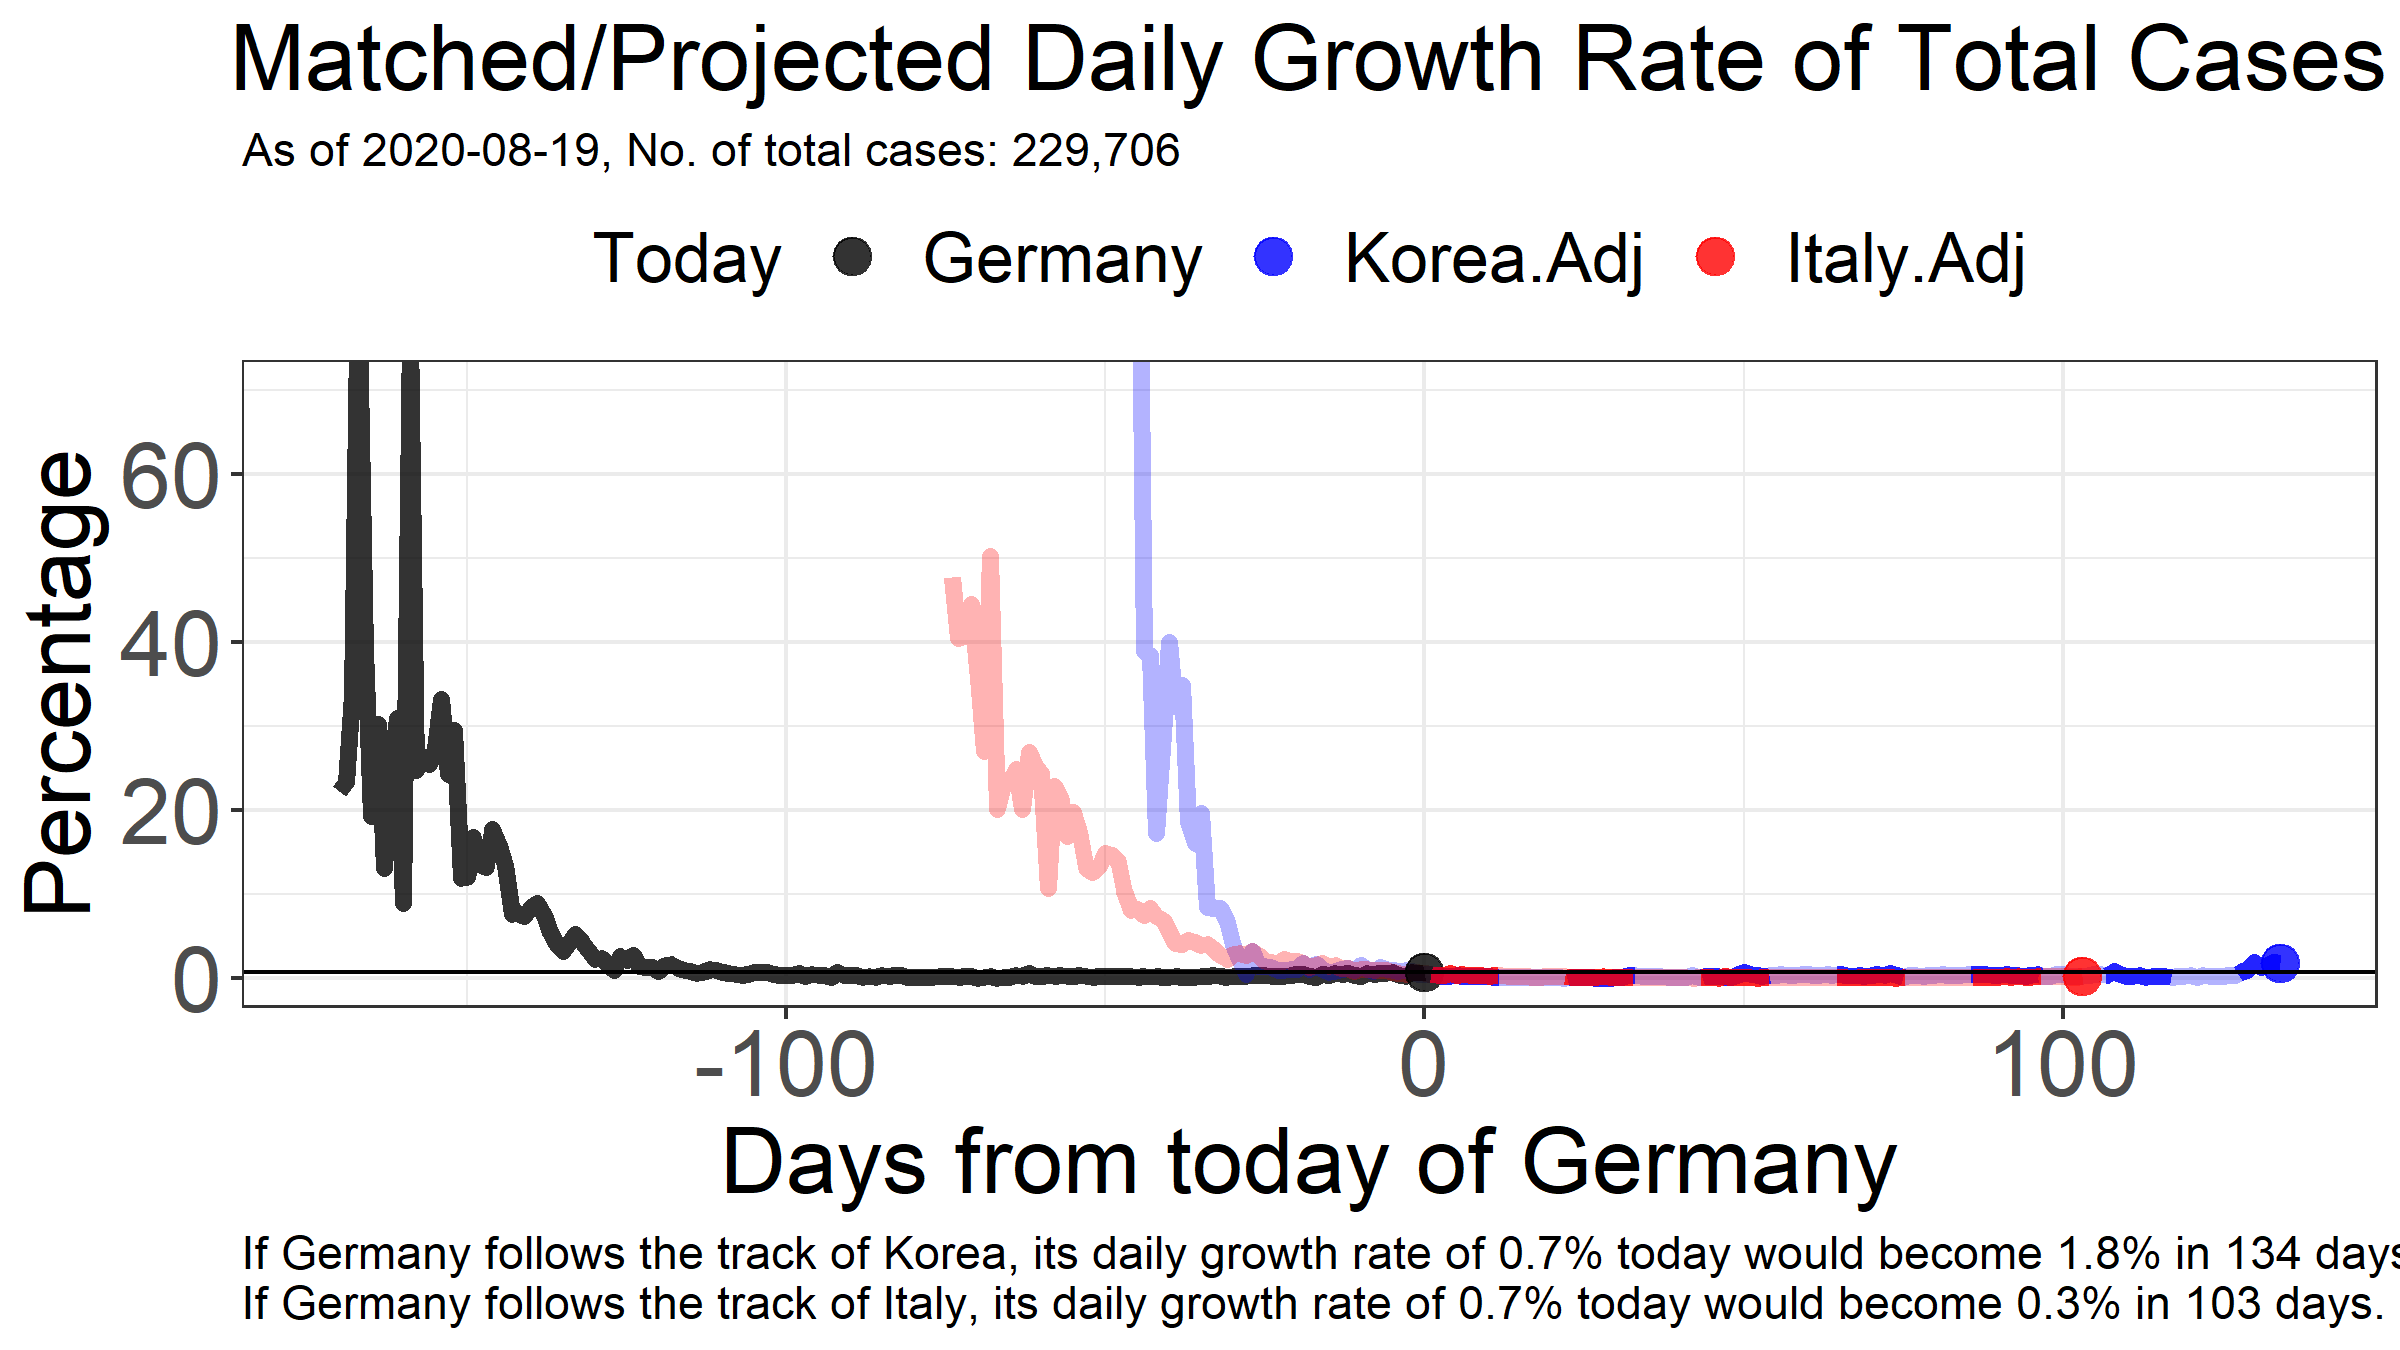 Matched/Projected Daily Growth Rate of Total Cases
As of 2020-08-19, No. of total cases: 229,706
Today Germany Korea.Adj Italy.Adj
Percentage
60
40
20
0
-100 0 100
Days from today of Germany
If Germany follows the track of Korea, its daily growth rate of 0.7% today would become 1.8% in 134 days
If Germany follows the track of Italy, its daily growth rate of 0.7% today would become 0.3% in 103 days.